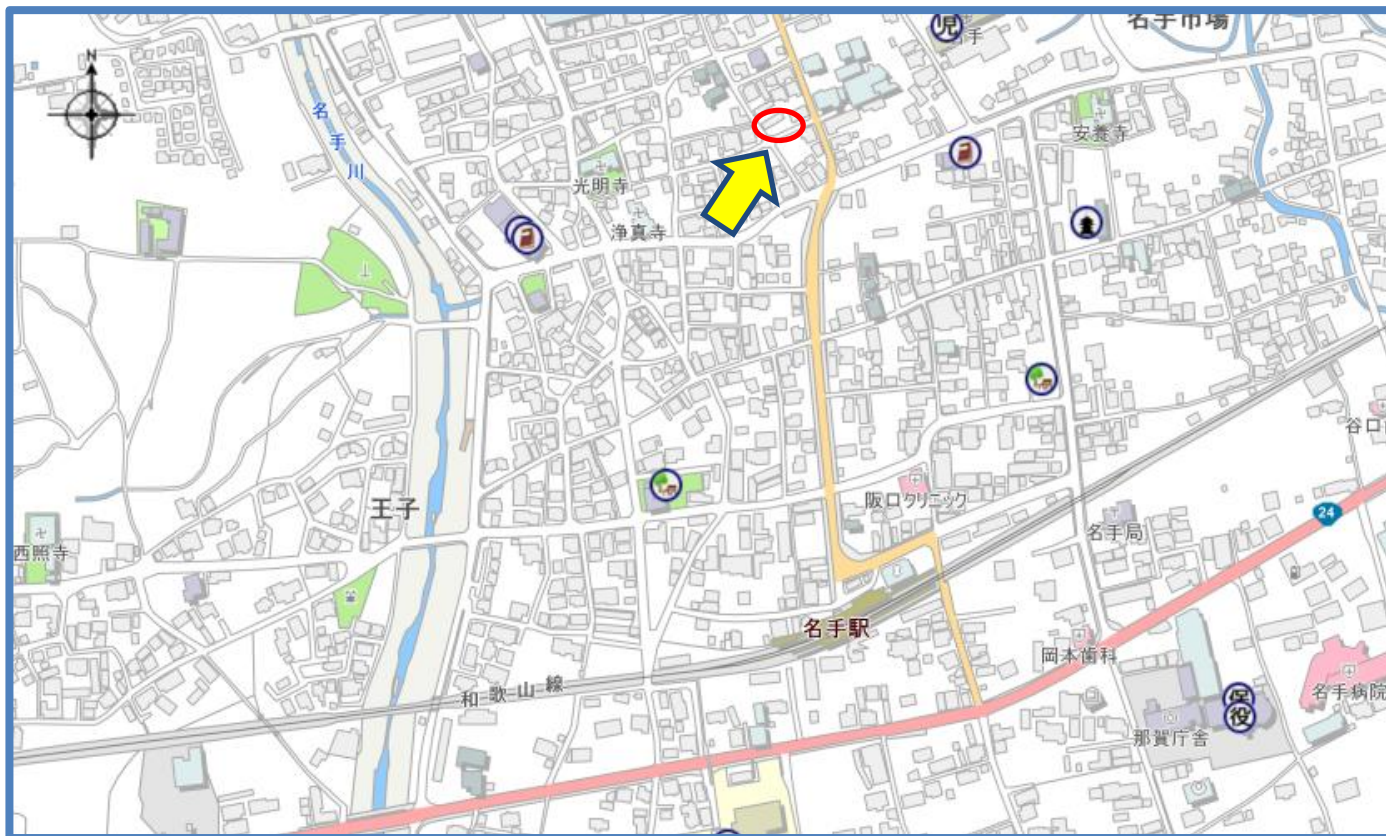 児
名手市場
N
名手川
安養寺
光明寺
浄真寺
王子
阪口クリニック
24
名手局
西照寺
名手駅
岡本歯科
和歌山線
名手病院
役
那賀庁舎
谷口